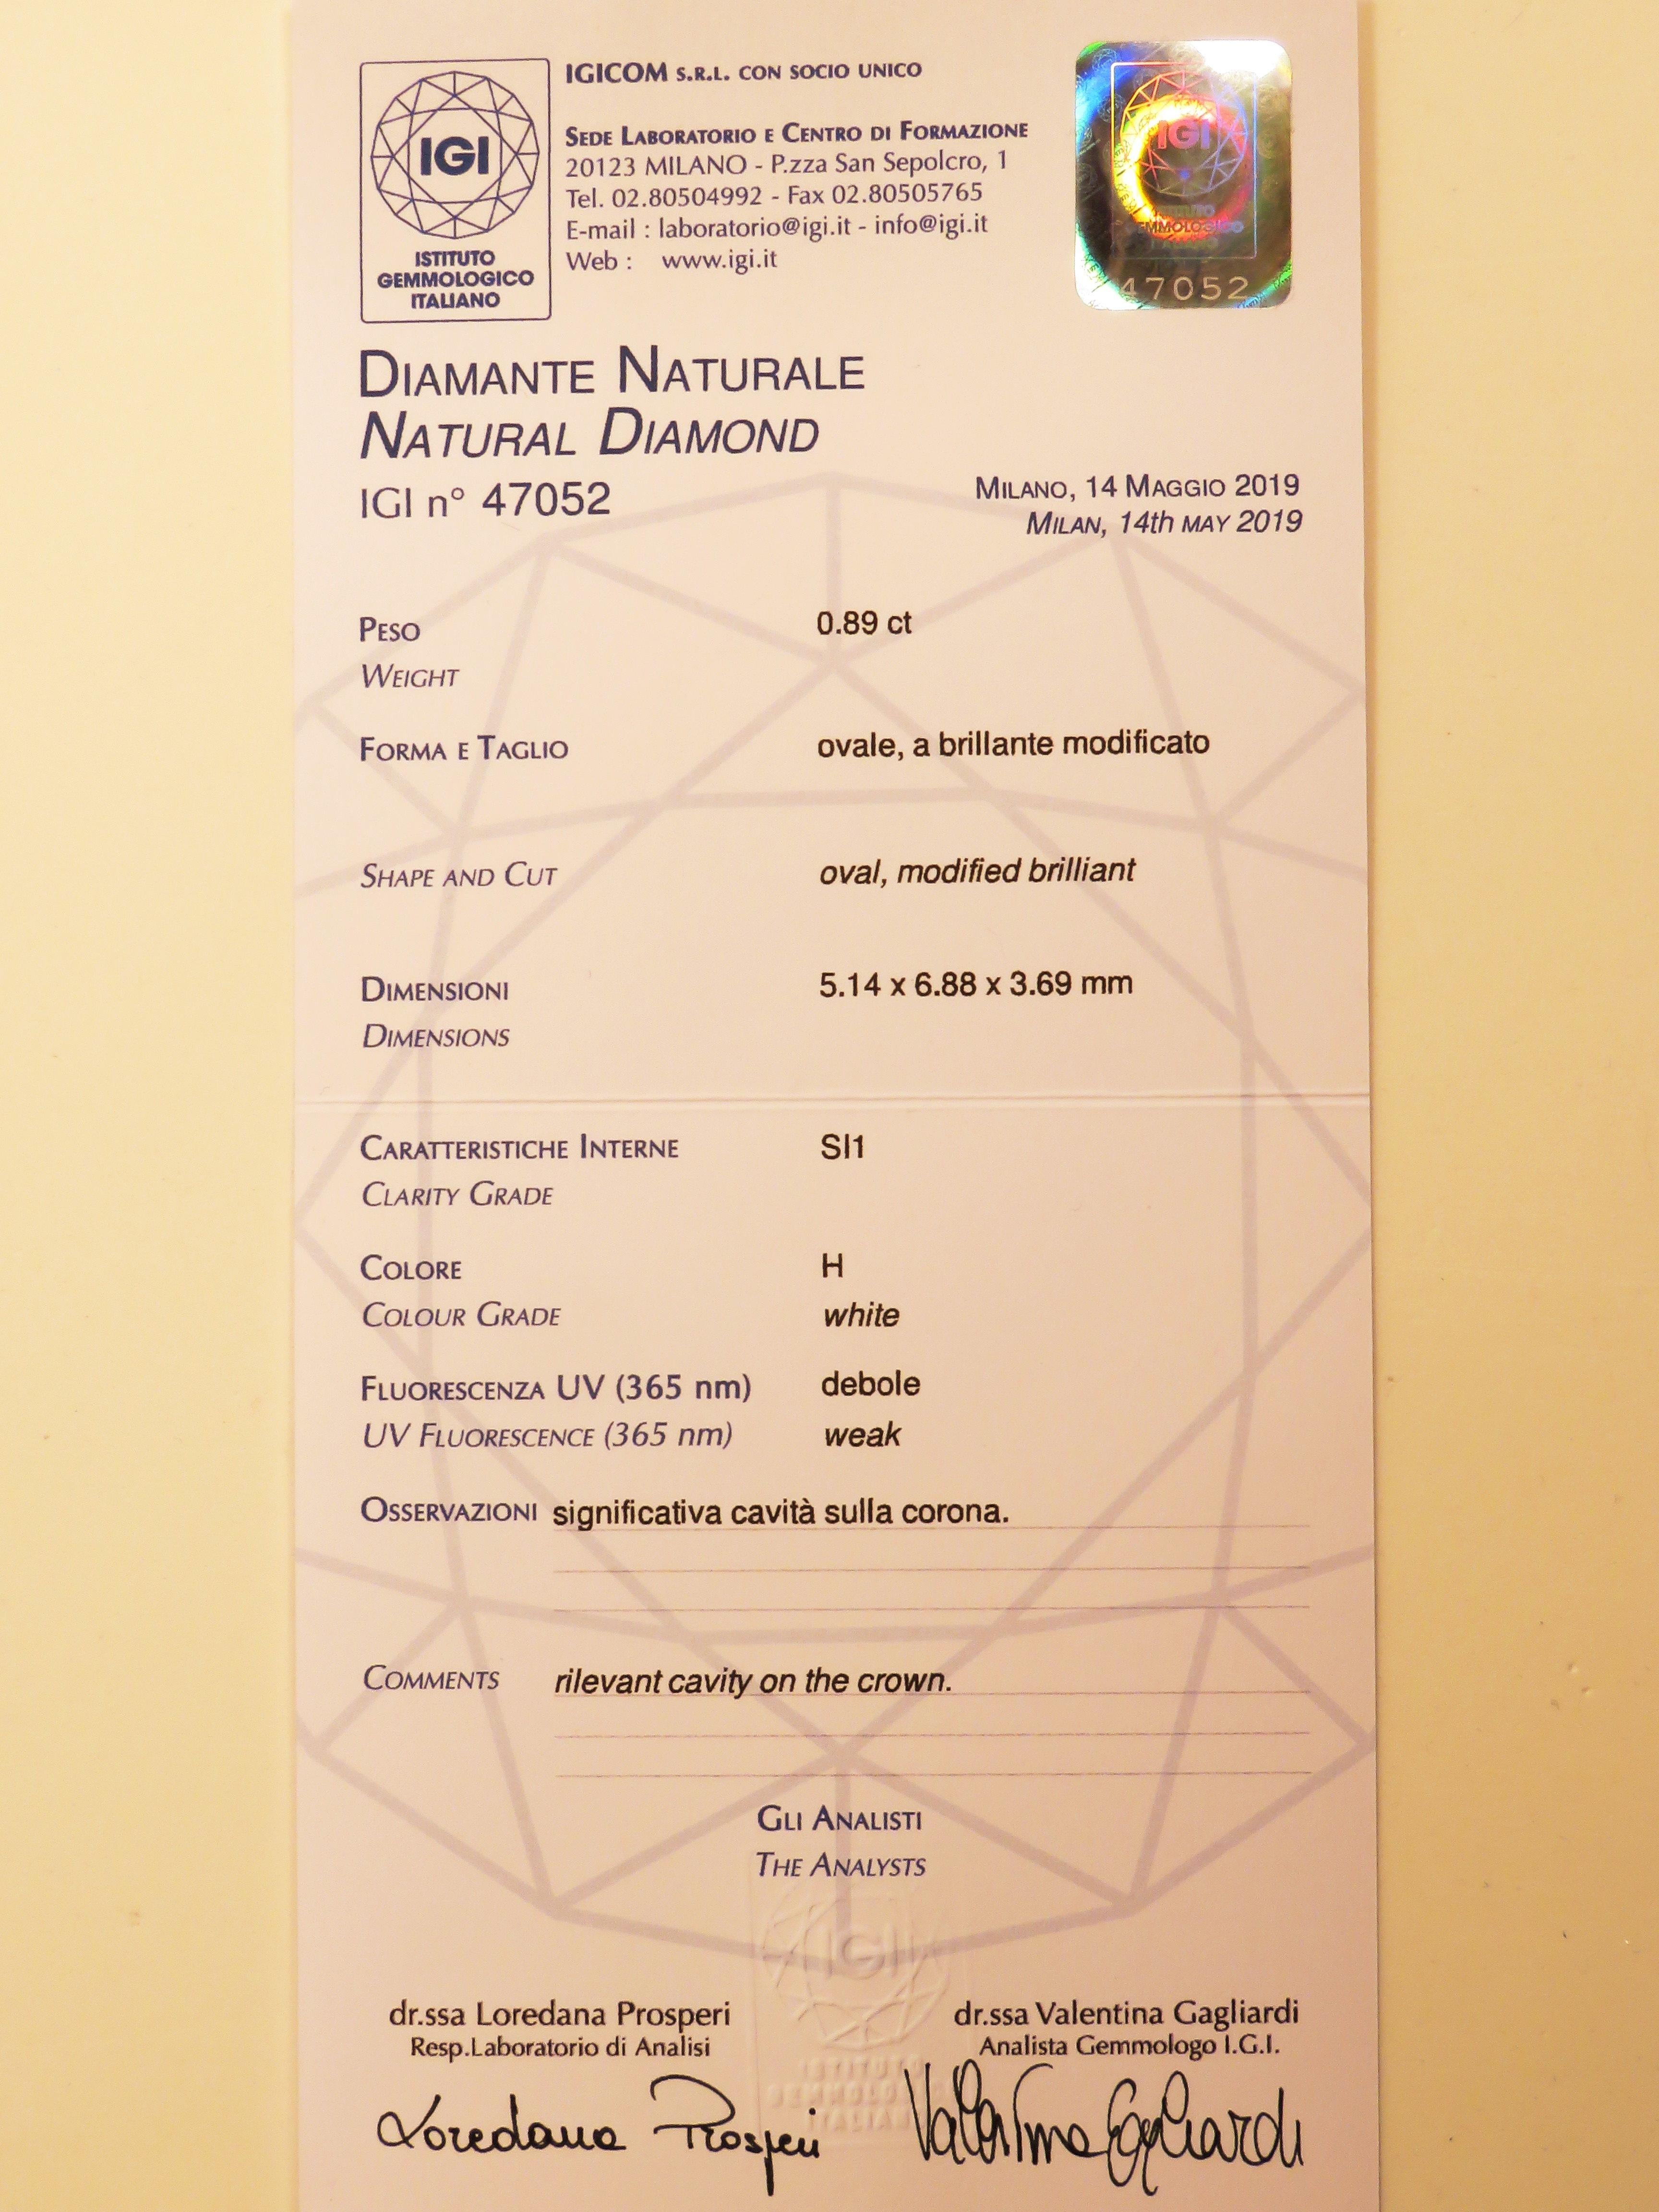 IGI
ISTITUTO
GEMMOLOGICO
ITALIANO
IGICOM S.R.L. CON SOCIO UNICO
SEDE LABORATORIO E CENTRO DI FORMAZIONE
20123 MILANO - P.zza San Sepolcro, 1
Tel. 02.80504992 - Fax 02.80505765
E-mail : laboratorio@igi.it - info@igi.it
Web : www.igi.it
IGI
47052
DIAMANTE NATURALE
NATURAL DIAMOND
IGI n° 47052
MILANO, 14 MAGGIO 2019
MILAN, 14th MAY 2019
PESO 0.89 ct
WEIGHT
FORMA E TAGLIO ovale, a brillante modificato
SHAPE AND CUT oval, modified brilliant
DIMENSIONI 5.14 x 6.88 x 3.69 mm
DIMENSIONS
CARATTERISTICHE INTERNE SI1
CLARITY GRADE
COLORE H
COLOUR GRADE white
FLUORESCENZA UV (365 nm) debole
UV FLUORESCENCE (365 nm) weak
OSSERVAZIONI significativa cavità sulla corona.
COMMENTS rilevant cavity on the crown.
GLI ANALISTI
THE ANALYSTS
IGI
ISTITUTO
dr.ssa Loredana Prosperi
Resp.Laboratorio di Analisi
dr.ssa Valentina Gagliardi
Analista Gemmologo I.G.I.
Loredana Prosperi
Valentina Gagliardi